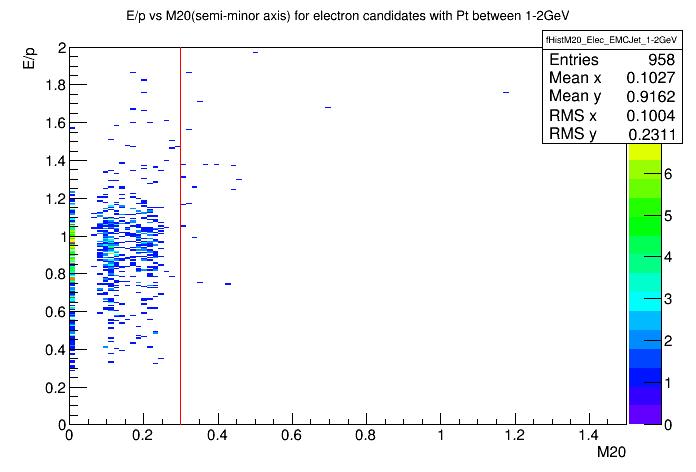 E/p vs M20(semi-minor axis) for electron candidates with Pt between 1-2GeV
fHistM20_Elec_EMCJet_1-2GeV
Entries 958
Mean x 0.1027
Mean y 0.9162
RMS x 0.1004
RMS y 0.2311
E/p
2
1.8
1.6
1.4
1.2
1
0.8
0.6
0.4
0.2
0
6
5
4
3
2
1
0
0 0.2 0.4 0.6 0.8 1 1.2 1.4
M20